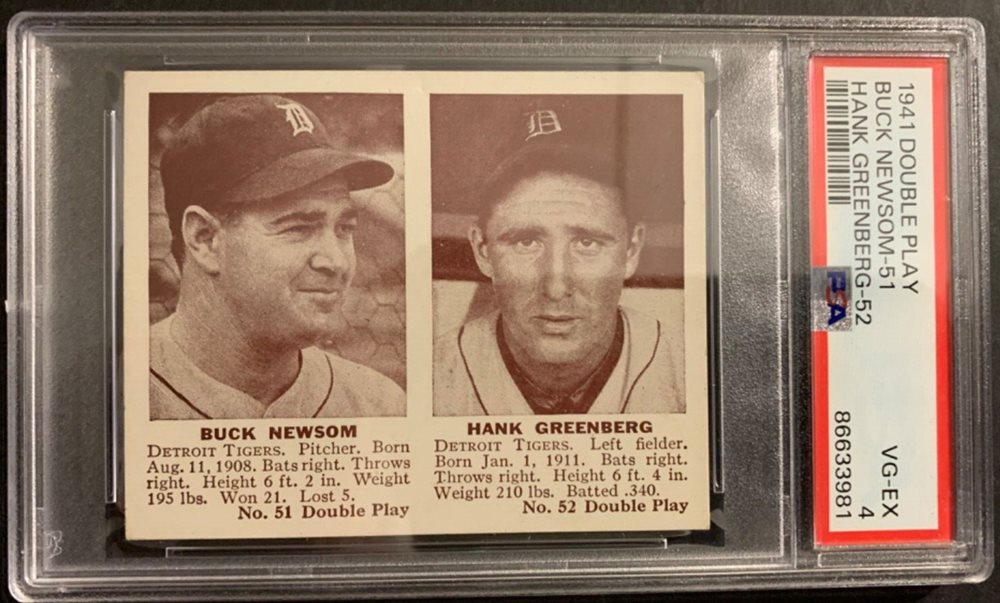 BUCK NEWSOM
DETROIT TIGERS. Pitcher. Born
Aug. 11, 1908. Bats right. Throws
right. Height 6 ft. 2 in. Weight
195 lbs. Won 21. Lost 5.
No. 51 Double Play
HANK GREENBERG
DETROIT TIGERS. Left fielder.
Born Jan. 1, 1911. Bats right.
Throws right. Height 6 ft. 4 in.
Weight 210 lbs. Batted .340.
No. 52 Double Play
1941 DOUBLE PLAY
BUCK NEWSOM-51
HANK GREENBERG-52
PSA
VG-EX
4
86633981
D
D